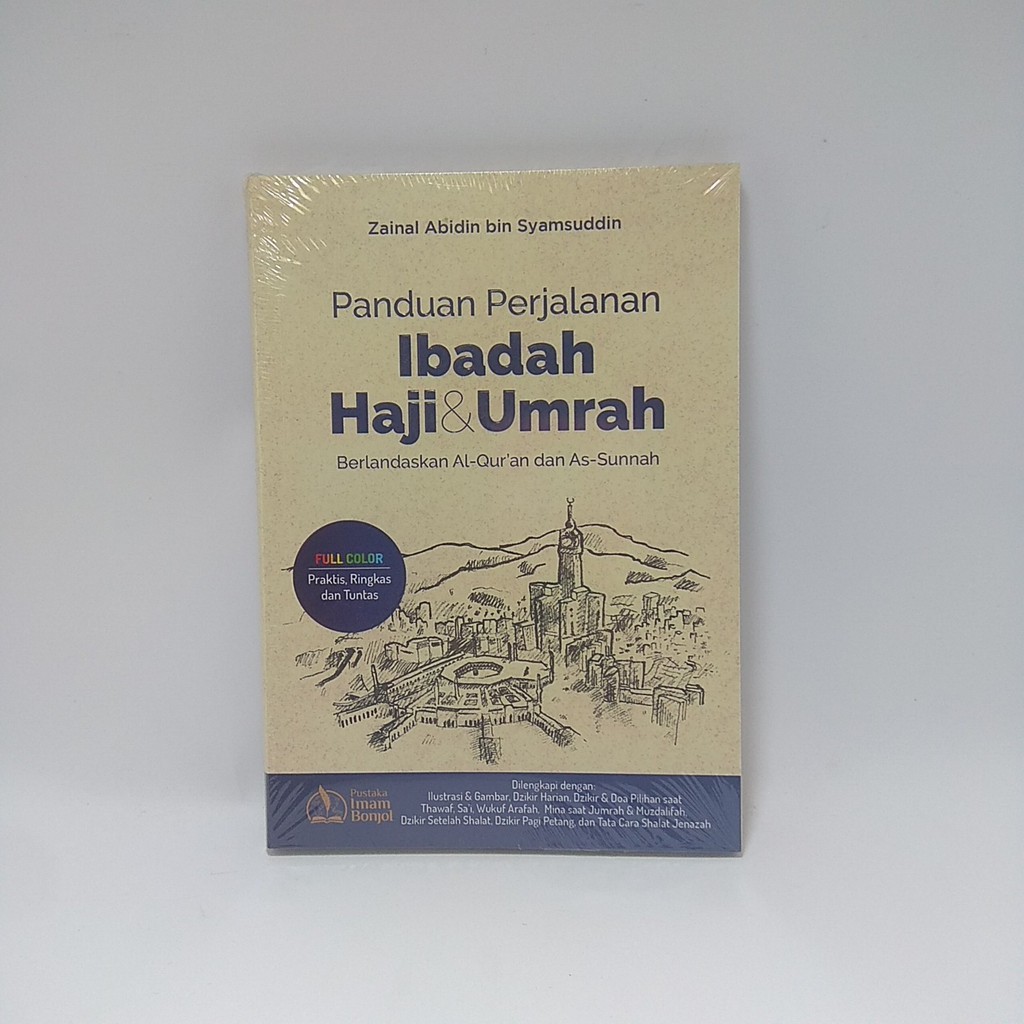 Zainal Abidin bin Syamsuddin
Panduan Perjalanan
Ibadah
Haji&Umrah
Berlandaskan Al-Qur'an dan As-Sunnah
FULL COLOR
Praktis, Ringkas
dan Tuntas
Pustaka
Imam
Bonjol
Dilengkapi dengan:
Ilustrasi & Gambar, Dzikir Harian, Dzikir & Doa Pilihan saat
Thawaf, Sa'i, Wukuf Arafah, Mina saat Jumrah & Muzdalifah,
Dzikir Setelah Shalat, Dzikir Pagi Petang, dan Tata Cara Shalat Jenazah